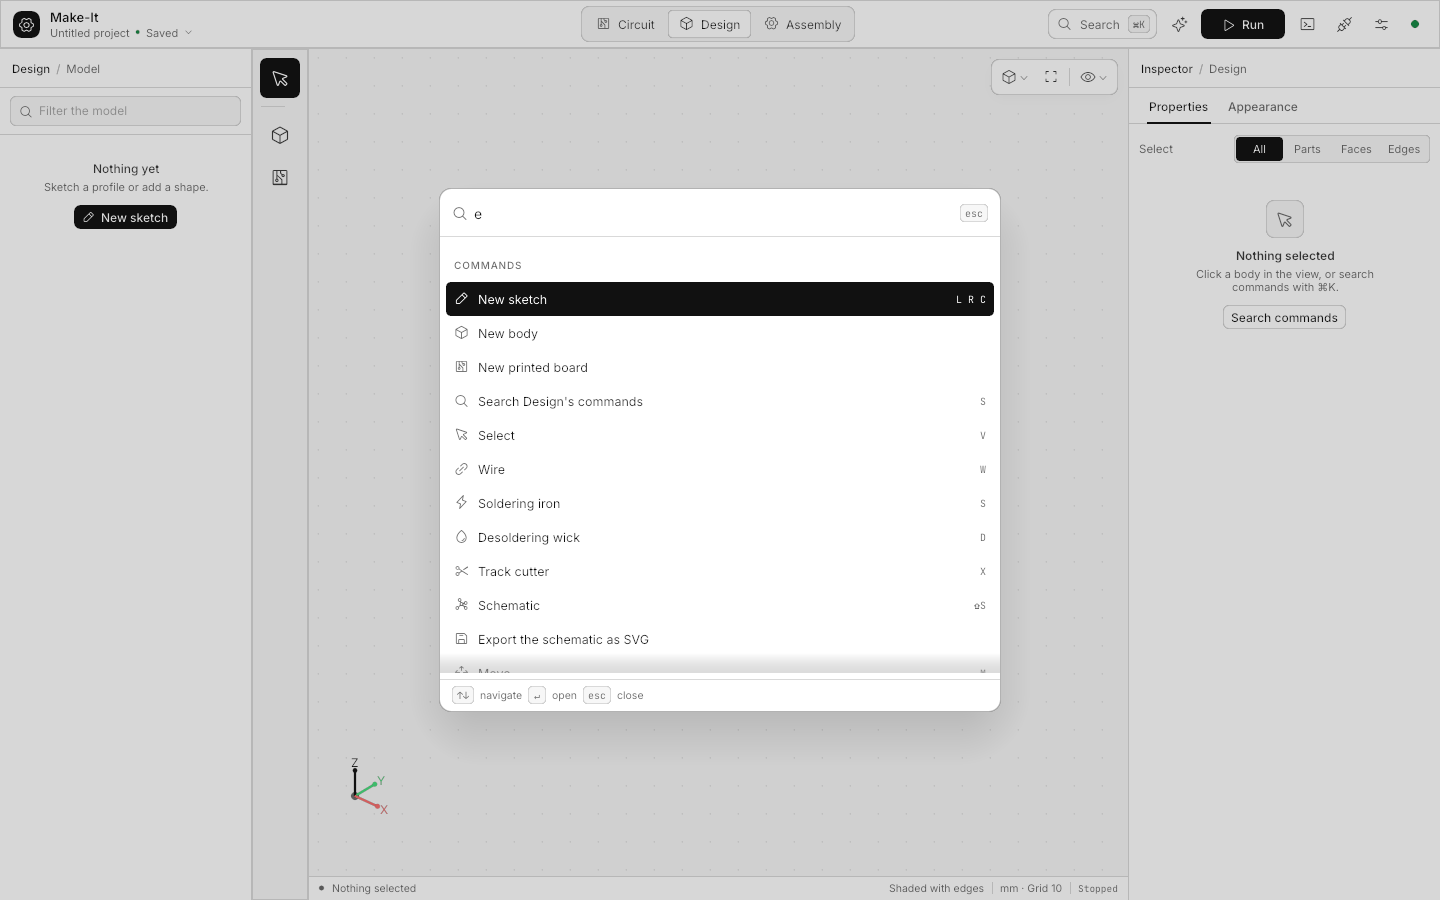 Make-It
Untitled project • Saved
Circuit
Design
Assembly
Search ⌘K
Run
Design / Model
Filter the model
Nothing yet
Sketch a profile or add a shape.
New sketch
Inspector / Design
Properties
Appearance
Select
All
Parts
Faces
Edges
Nothing selected
Click a body in the view, or search
commands with ⌘K.
Search commands
e
esc
COMMANDS
New sketch L R C
New body
New printed board
Search Design's commands S
Select V
Wire W
Soldering iron S
Desoldering wick D
Track cutter X
Schematic ⇧S
Export the schematic as SVG
Move M
↑↓ navigate ↵ open esc close
Z
Y
X
Nothing selected
Shaded with edges
mm · Grid 10
Stopped